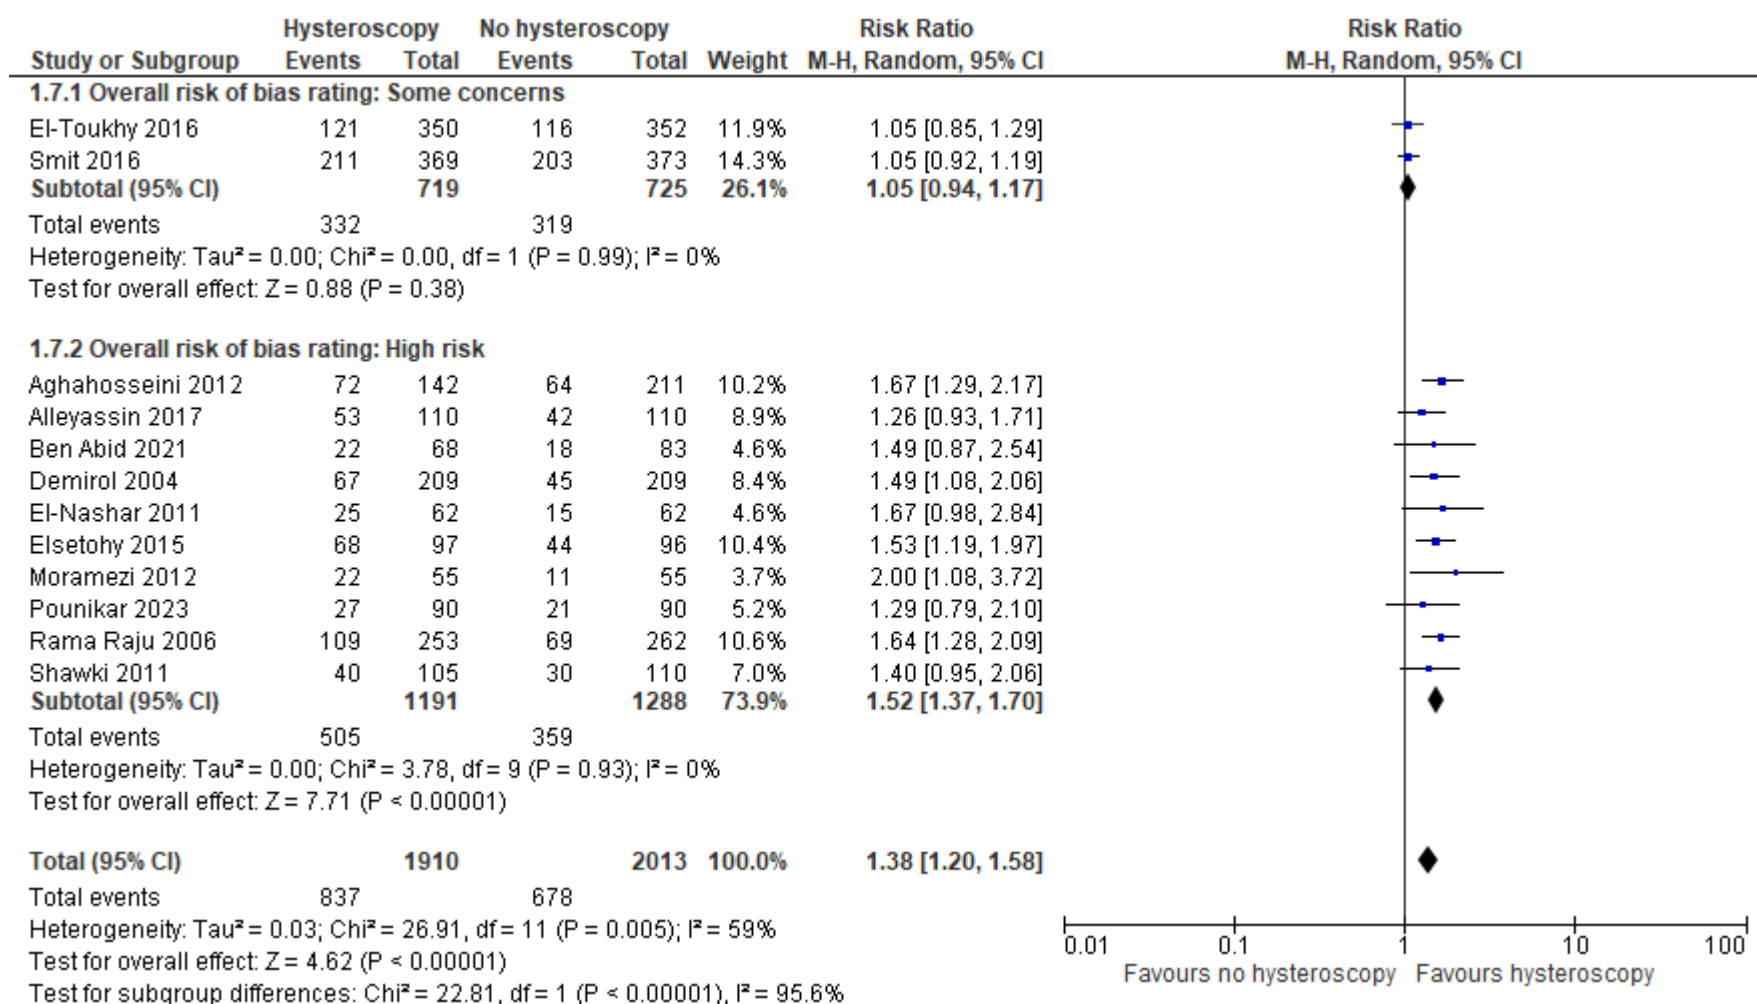 Hysteroscopy No hysteroscopy Risk Ratio Risk Ratio
Study or Subgroup Events Total Events Total Weight M-H, Random, 95% CI M-H, Random, 95% CI
1.7.1 Overall risk of bias rating: Some concerns
El-Toukhy 2016 121 350 116 352 11.9% 1.05 [0.85, 1.29]
Smit 2016 211 369 203 373 14.3% 1.05 [0.92, 1.19]
Subtotal (95% CI) 719 725 26.1% 1.05 [0.94, 1.17]
Total events 332 319
Heterogeneity: Tau² = 0.00; Chi² = 0.00, df = 1 (P = 0.99); I² = 0%
Test for overall effect: Z = 0.88 (P = 0.38)
1.7.2 Overall risk of bias rating: High risk
Aghahosseini 2012 72 142 64 211 10.2% 1.67 [1.29, 2.17]
Alleyassin 2017 53 110 42 110 8.9% 1.26 [0.93, 1.71]
Ben Abid 2021 22 68 18 83 4.6% 1.49 [0.87, 2.54]
Demirol 2004 67 209 45 209 8.4% 1.49 [1.08, 2.06]
El-Nashar 2011 25 62 15 62 4.6% 1.67 [0.98, 2.84]
Elsetohy 2015 68 97 44 96 10.4% 1.53 [1.19, 1.97]
Moramezi 2012 22 55 11 55 3.7% 2.00 [1.08, 3.72]
Pounikar 2023 27 90 21 90 5.2% 1.29 [0.79, 2.10]
Rama Raju 2006 109 253 69 262 10.6% 1.64 [1.28, 2.09]
Shawki 2011 40 105 30 110 7.0% 1.40 [0.95, 2.06]
Subtotal (95% CI) 1191 1288 73.9% 1.52 [1.37, 1.70]
Total events 505 359
Heterogeneity: Tau² = 0.00; Chi² = 3.78, df = 9 (P = 0.93); I² = 0%
Test for overall effect: Z = 7.71 (P < 0.00001)
Total (95% CI) 1910 2013 100.0% 1.38 [1.20, 1.58]
Total events 837 678
Heterogeneity: Tau² = 0.03; Chi² = 26.91, df = 11 (P = 0.005); I² = 59%
Test for overall effect: Z = 4.62 (P < 0.00001)
Test for subgroup differences: Chi² = 22.81, df = 1 (P < 0.00001), I² = 95.6%
0.01 0.1 1 10 100
Favours no hysteroscopy Favours hysteroscopy